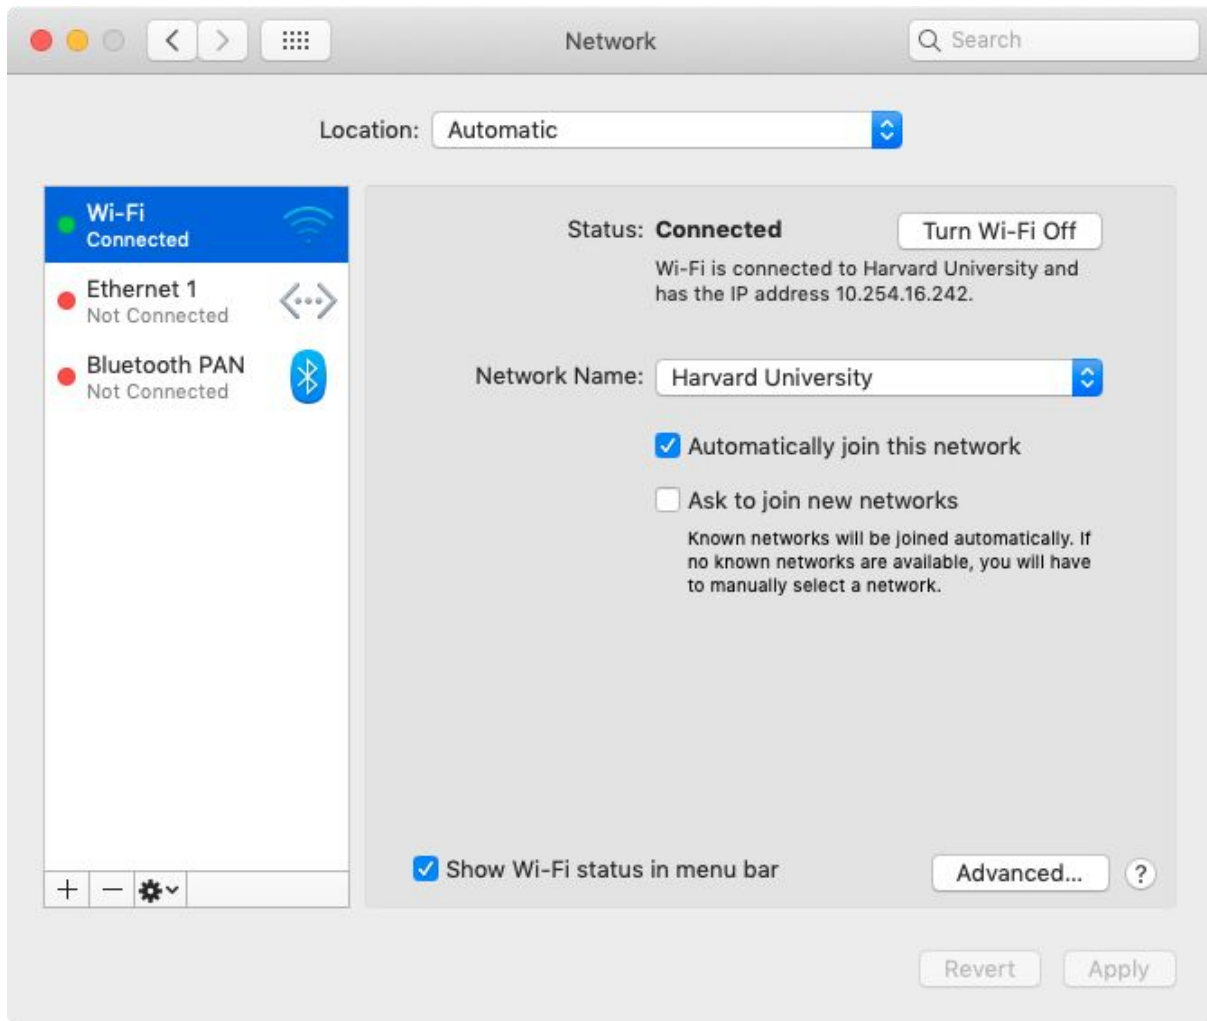 Network
Search
Location: Automatic
Wi-Fi
Connected
Ethernet 1
Not Connected
Bluetooth PAN
Not Connected
Status: Connected
Turn Wi-Fi Off
Wi-Fi is connected to Harvard University and
has the IP address 10.254.16.242.
Network Name: Harvard University
Automatically join this network
Ask to join new networks
Known networks will be joined automatically. If
no known networks are available, you will have
to manually select a network.
Show Wi-Fi status in menu bar
Advanced...
?
Revert
Apply